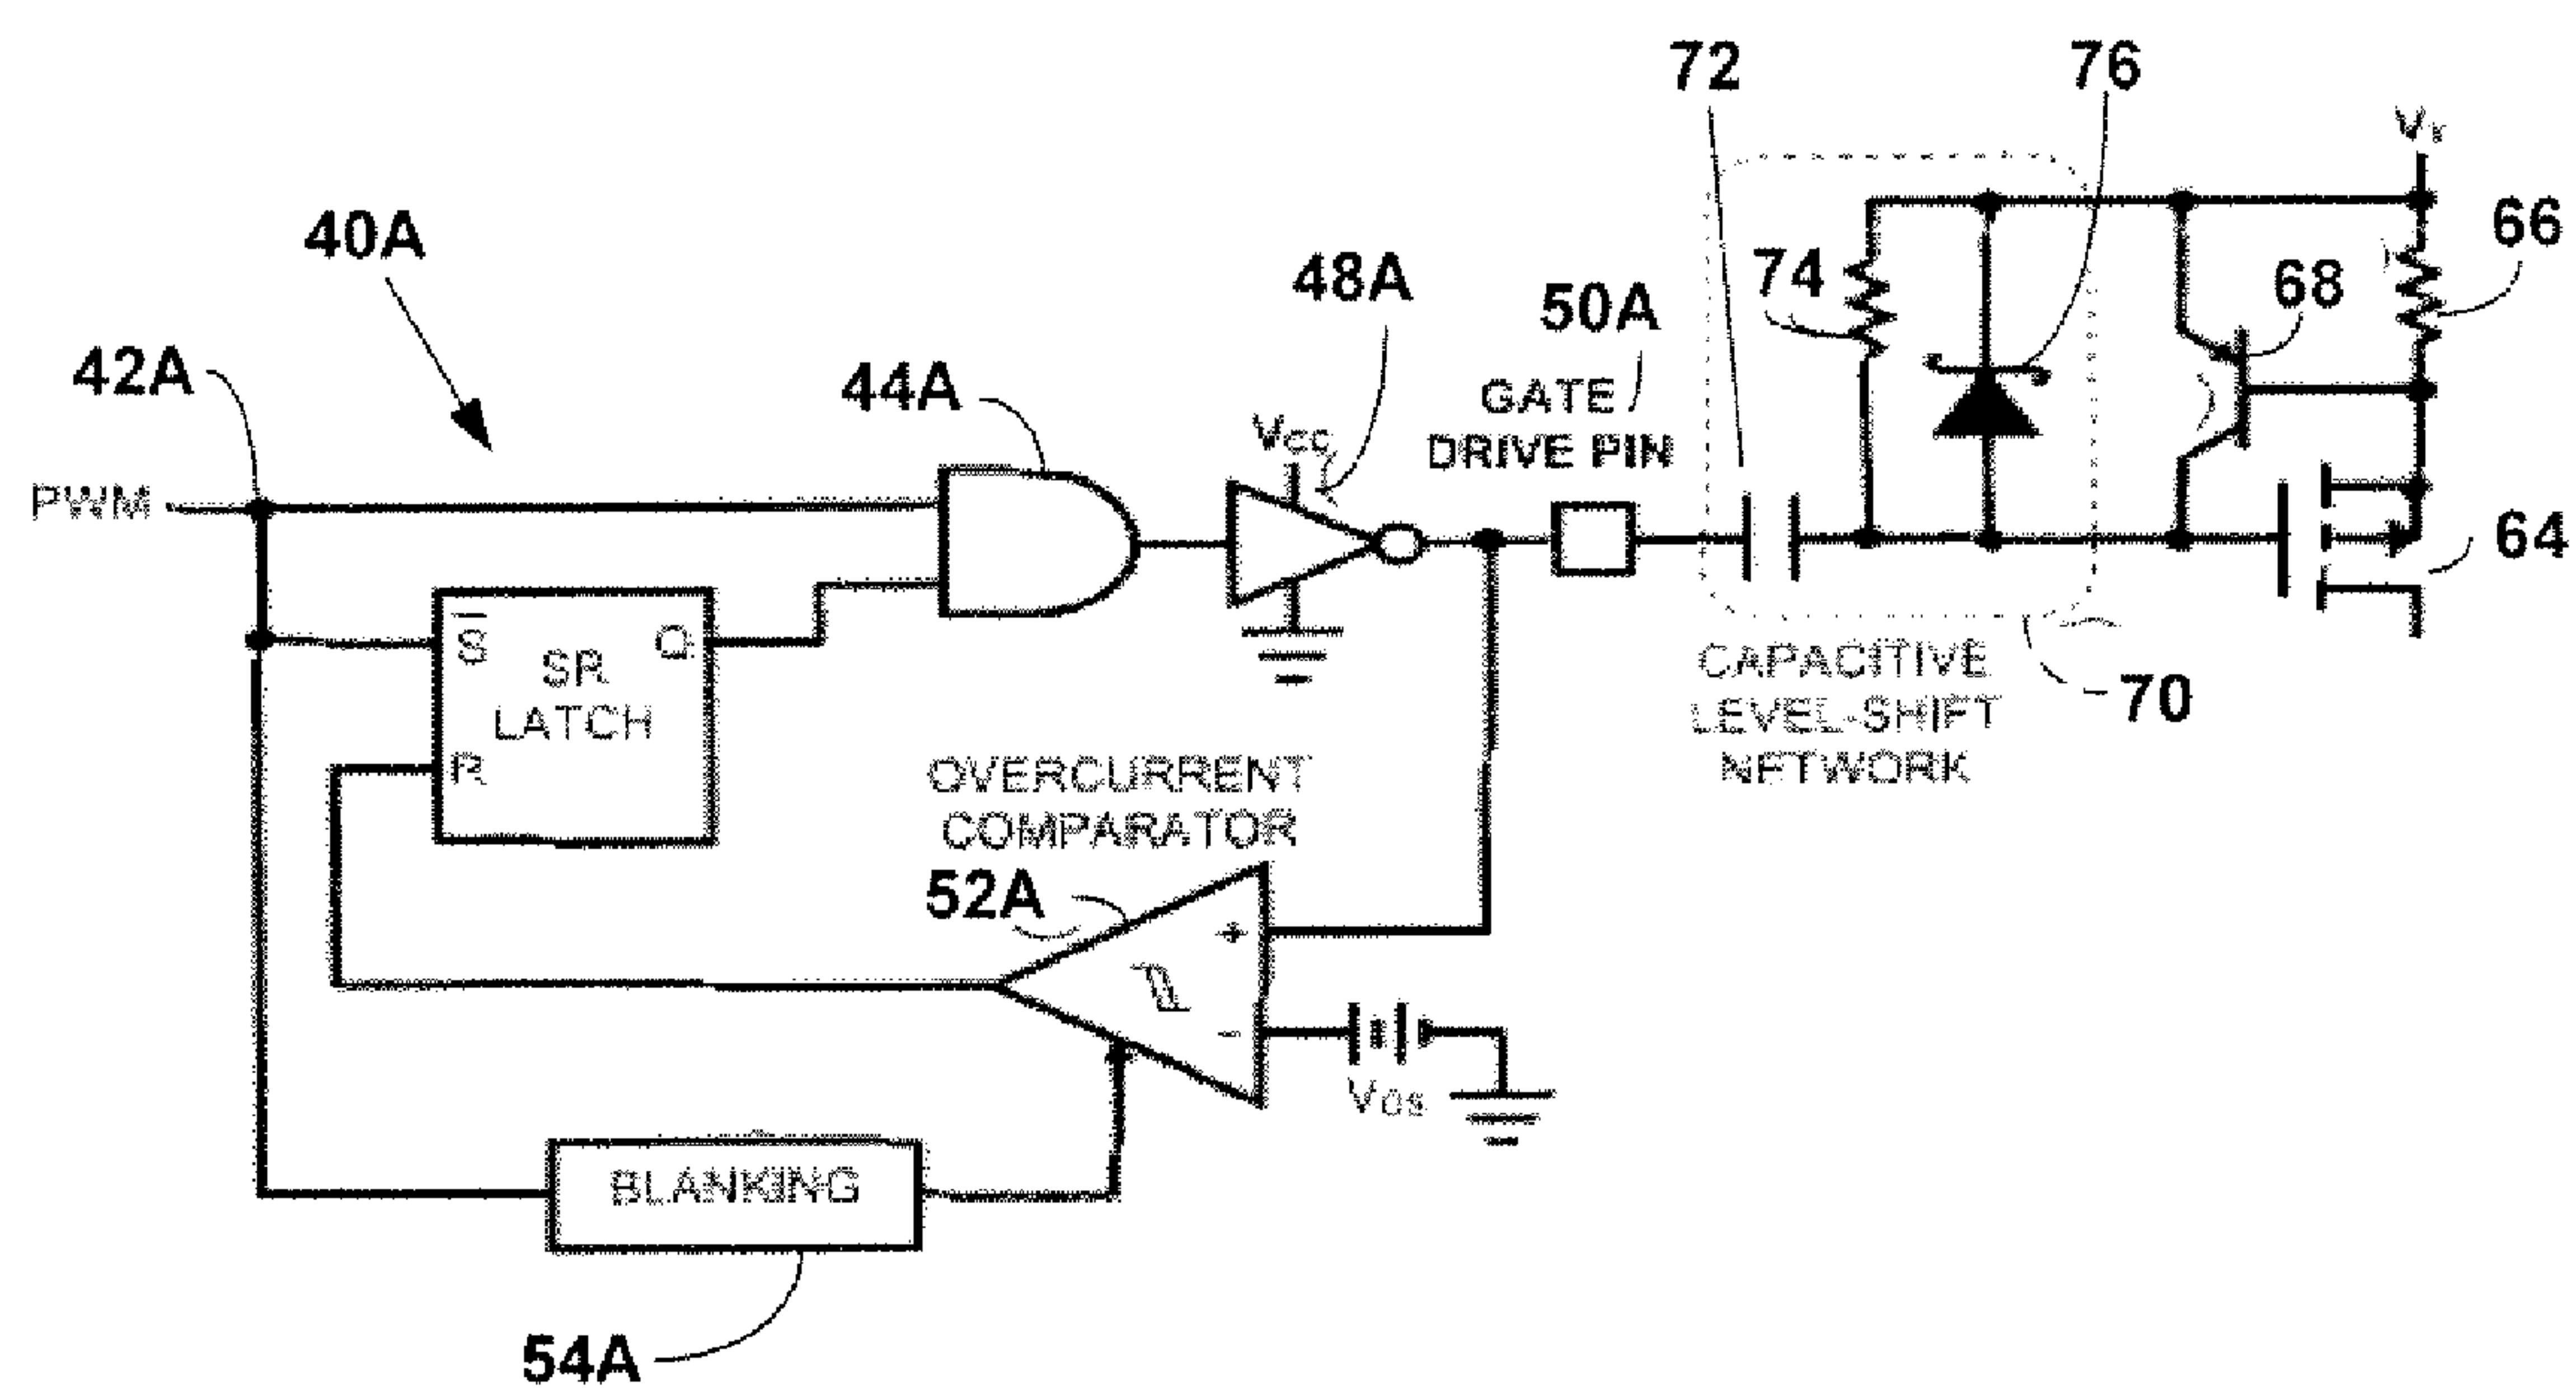 72
76
40A
48A
50A
74
68
66
42A
44A
VCC
GATE
DRIVE PIN
PWM
64
S
Q
SR
LATCH
R
CAPACITIVE
LEVEL-SHIFT
NETWORK
70
OVERCURRENT
COMPARATOR
52A
+
-
VOS
BLANKING
54A